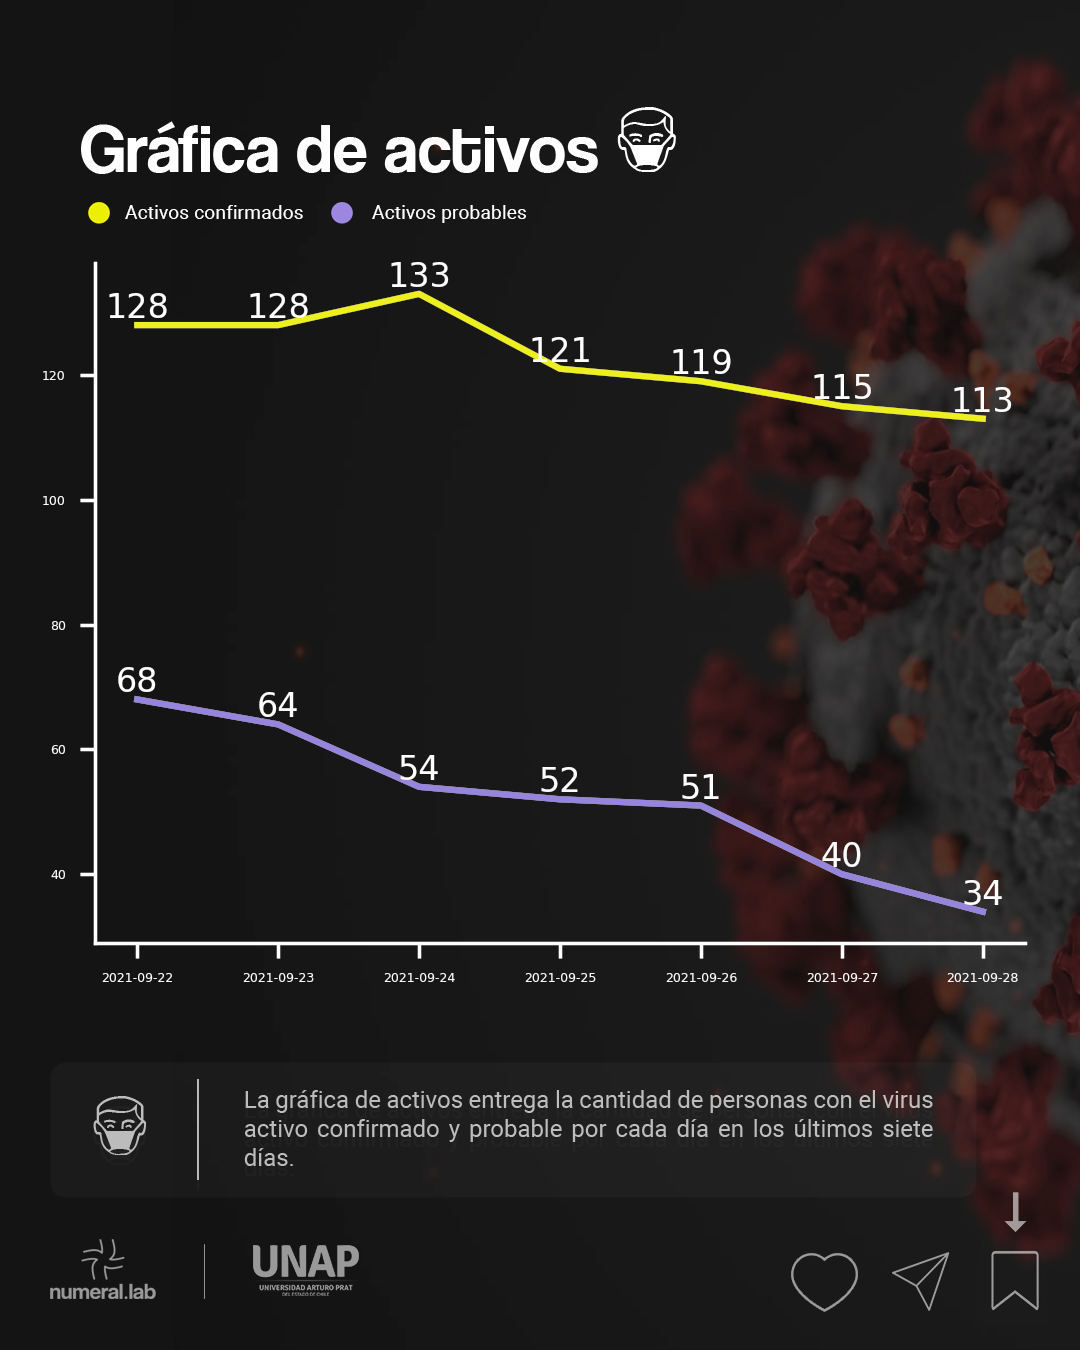 Gráfica de activos
Activos confirmados Activos probables
128 128 133 121 119 115 113
120
100
80
68 64 54 52 51 40 34
60
40
2021-09-22 2021-09-23 2021-09-24 2021-09-25 2021-09-26 2021-09-27 2021-09-28
La gráfica de activos entrega la cantidad de personas con el virus
activo confirmado y probable por cada día en los últimos siete
días.
numeral.lab
UNAP
UNIVERSIDAD ARTURO PRAT
DEL ESTADO DE CHILE